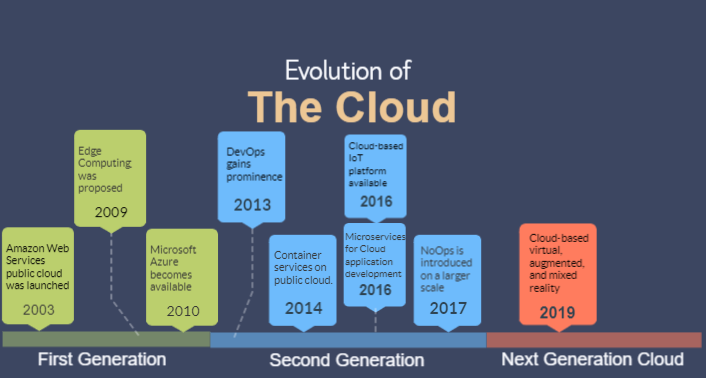 Evolution of
The Cloud
Edge
Computing
was
proposed
2009
DevOps
gains
prominence
2013
Cloud-based
IoT
platform
available
2016
Amazon Web
Services
public cloud
was launched
2003
Microsoft
Azure
becomes
available
2010
Container
services on
public cloud.
2014
Microservices
for Cloud
application
development
2016
NoOps is
introduced
on a larger
scale
2017
Cloud-based
virtual,
augmented,
and mixed
reality
2019
First Generation
Second Generation
Next Generation Cloud